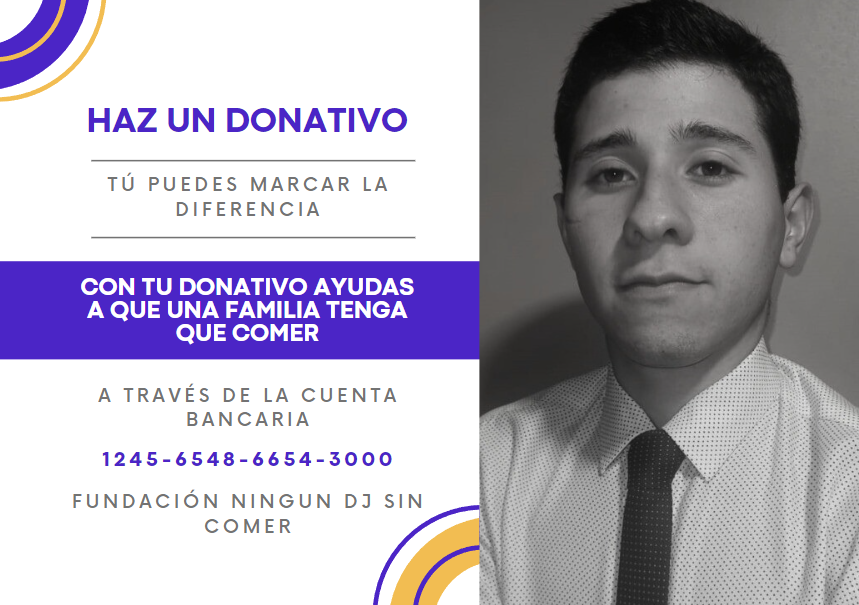 HAZ UN DONATIVO
TÚ PUEDES MARCAR LA
DIFERENCIA
CON TU DONATIVO AYUDAS
A QUE UNA FAMILIA TENGA
QUE COMER
A TRAVÉS DE LA CUENTA
BANCARIA
1245-6548-6654-3000
FUNDACIÓN NINGUN DJ SIN
COMER